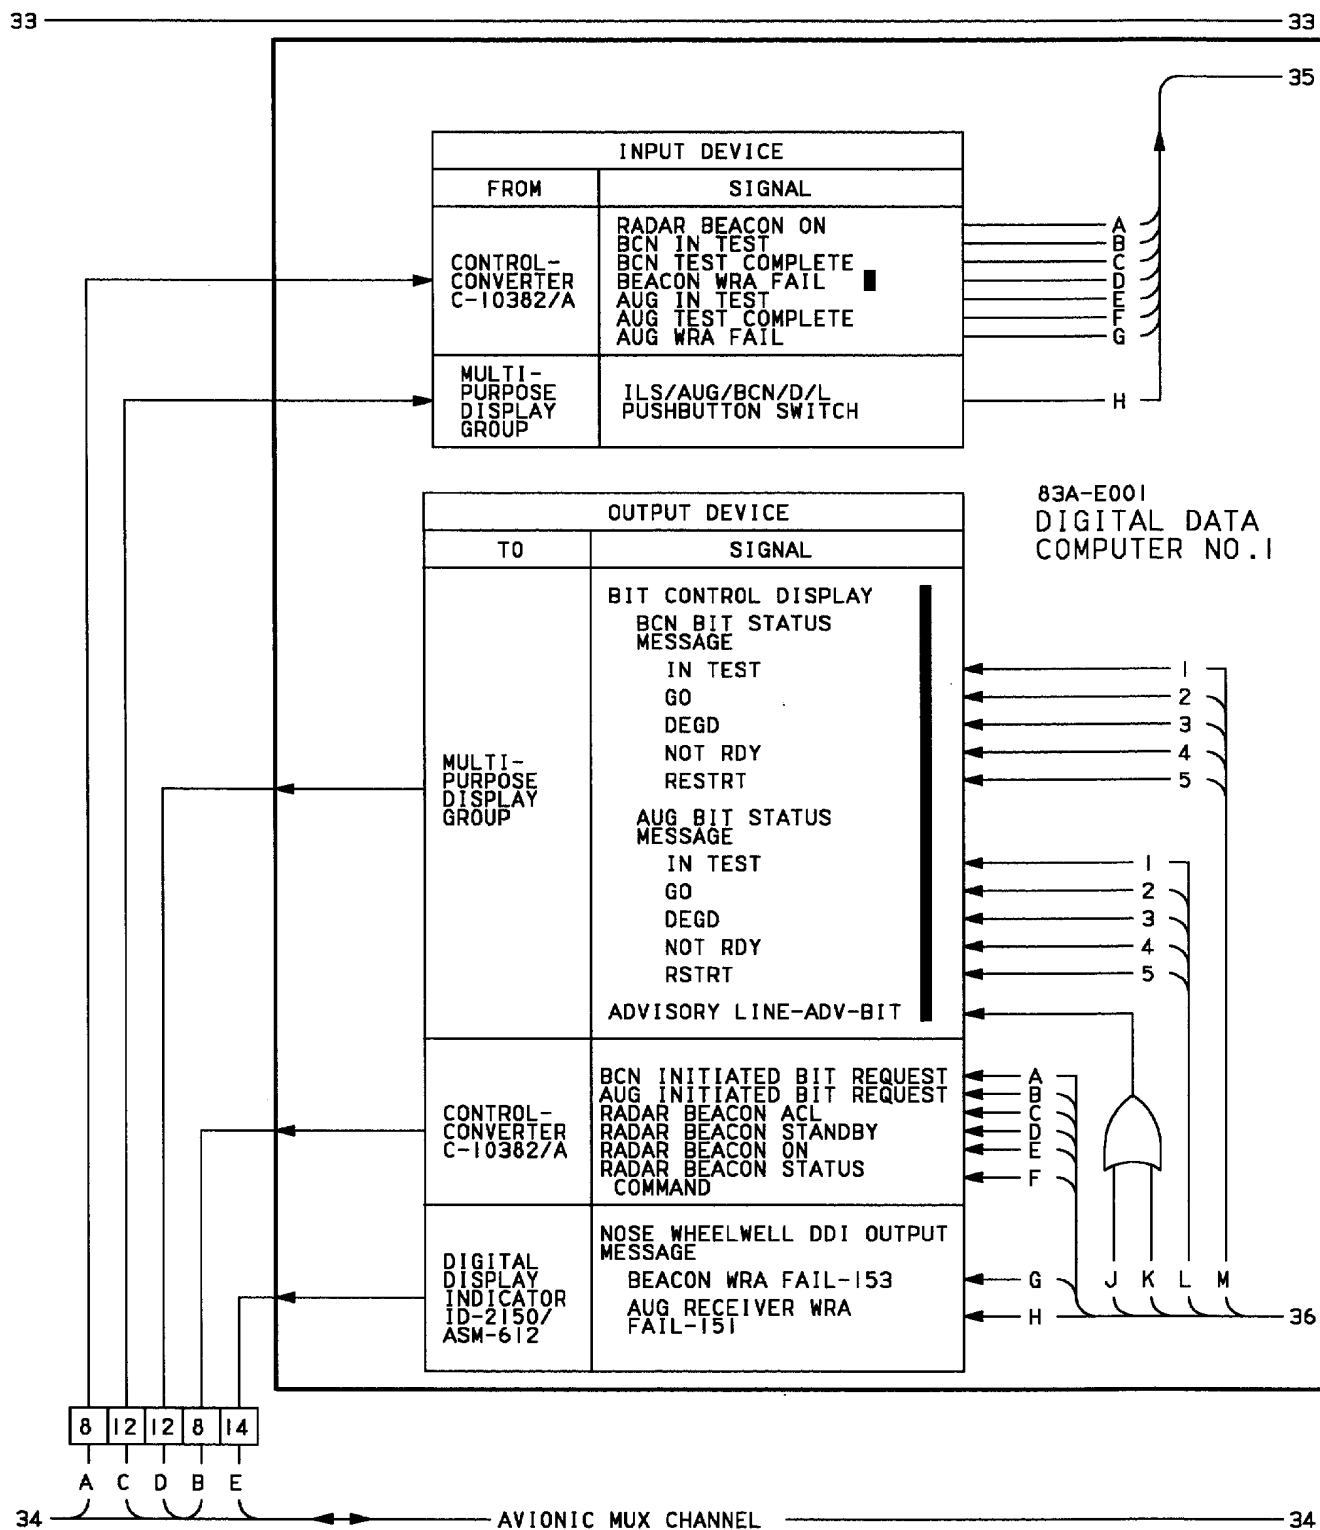 33 33
35
INPUT DEVICE
FROM SIGNAL
CONTROL-
CONVERTER
C-10382/A
RADAR BEACON ON
BCN IN TEST
BCN TEST COMPLETE
BEACON WRA FAIL
AUG IN TEST
AUG TEST COMPLETE
AUG WRA FAIL
A
B
C
D
E
F
G
MULTI-
PURPOSE
DISPLAY
GROUP
ILS/AUG/BCN/D/L
PUSHBUTTON SWITCH
H
83A-E001
DIGITAL DATA
COMPUTER NO.1
OUTPUT DEVICE
TO SIGNAL
MULTI-
PURPOSE
DISPLAY
GROUP
BIT CONTROL DISPLAY
BCN BIT STATUS
MESSAGE
IN TEST 1
GO 2
DEGD 3
NOT RDY 4
RESTRT 5
AUG BIT STATUS
MESSAGE
IN TEST 1
GO 2
DEGD 3
NOT RDY 4
RSTRT 5
ADVISORY LINE-ADV-BIT
CONTROL-
CONVERTER
C-10382/A
BCN INITIATED BIT REQUEST A
AUG INITIATED BIT REQUEST B
RADAR BEACON ACL C
RADAR BEACON STANDBY D
RADAR BEACON ON E
RADAR BEACON STATUS
COMMAND F
DIGITAL
DISPLAY
INDICATOR
ID-2150/
ASM-612
NOSE WHEELWELL DDI OUTPUT
MESSAGE
BEACON WRA FAIL-153 G
AUG RECEIVER WRA
FAIL-151 H
J K L M
36
8 12 12 8 14
A C D B E
34 AVIONIC MUX CHANNEL 34